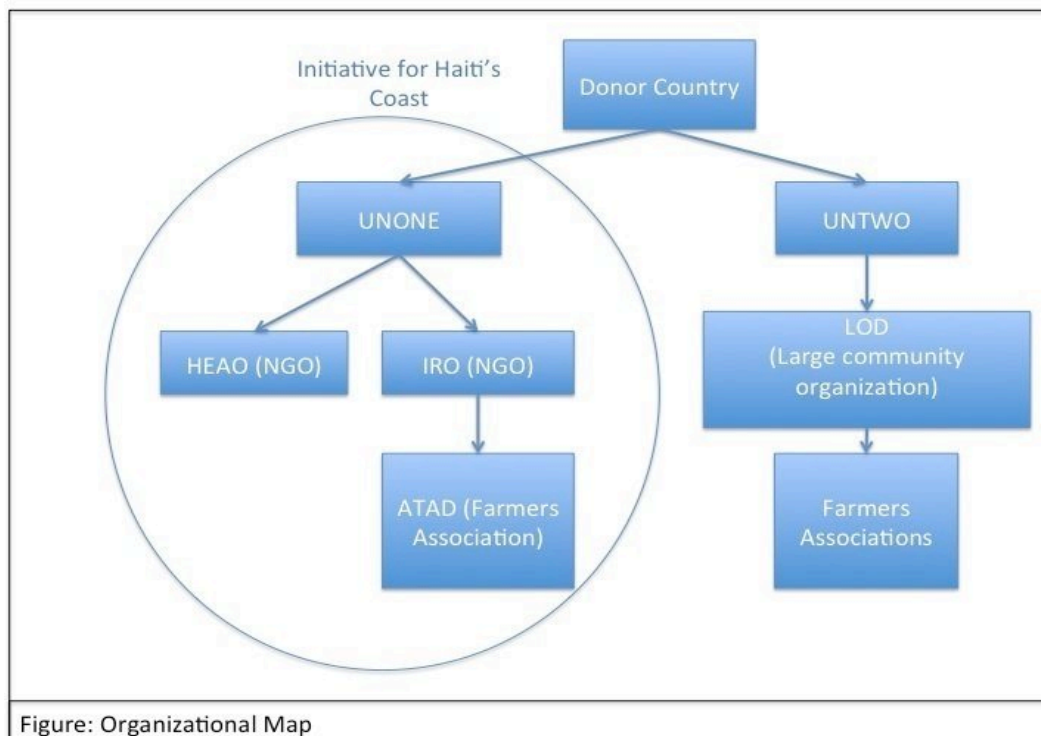 Initiative for Haiti's
Coast
Donor Country
UNONE
UNTWO
HEAO (NGO)
IRO (NGO)
LOD
(Large community
organization)
ATAD (Farmers
Association)
Farmers
Associations
Figure: Organizational Map